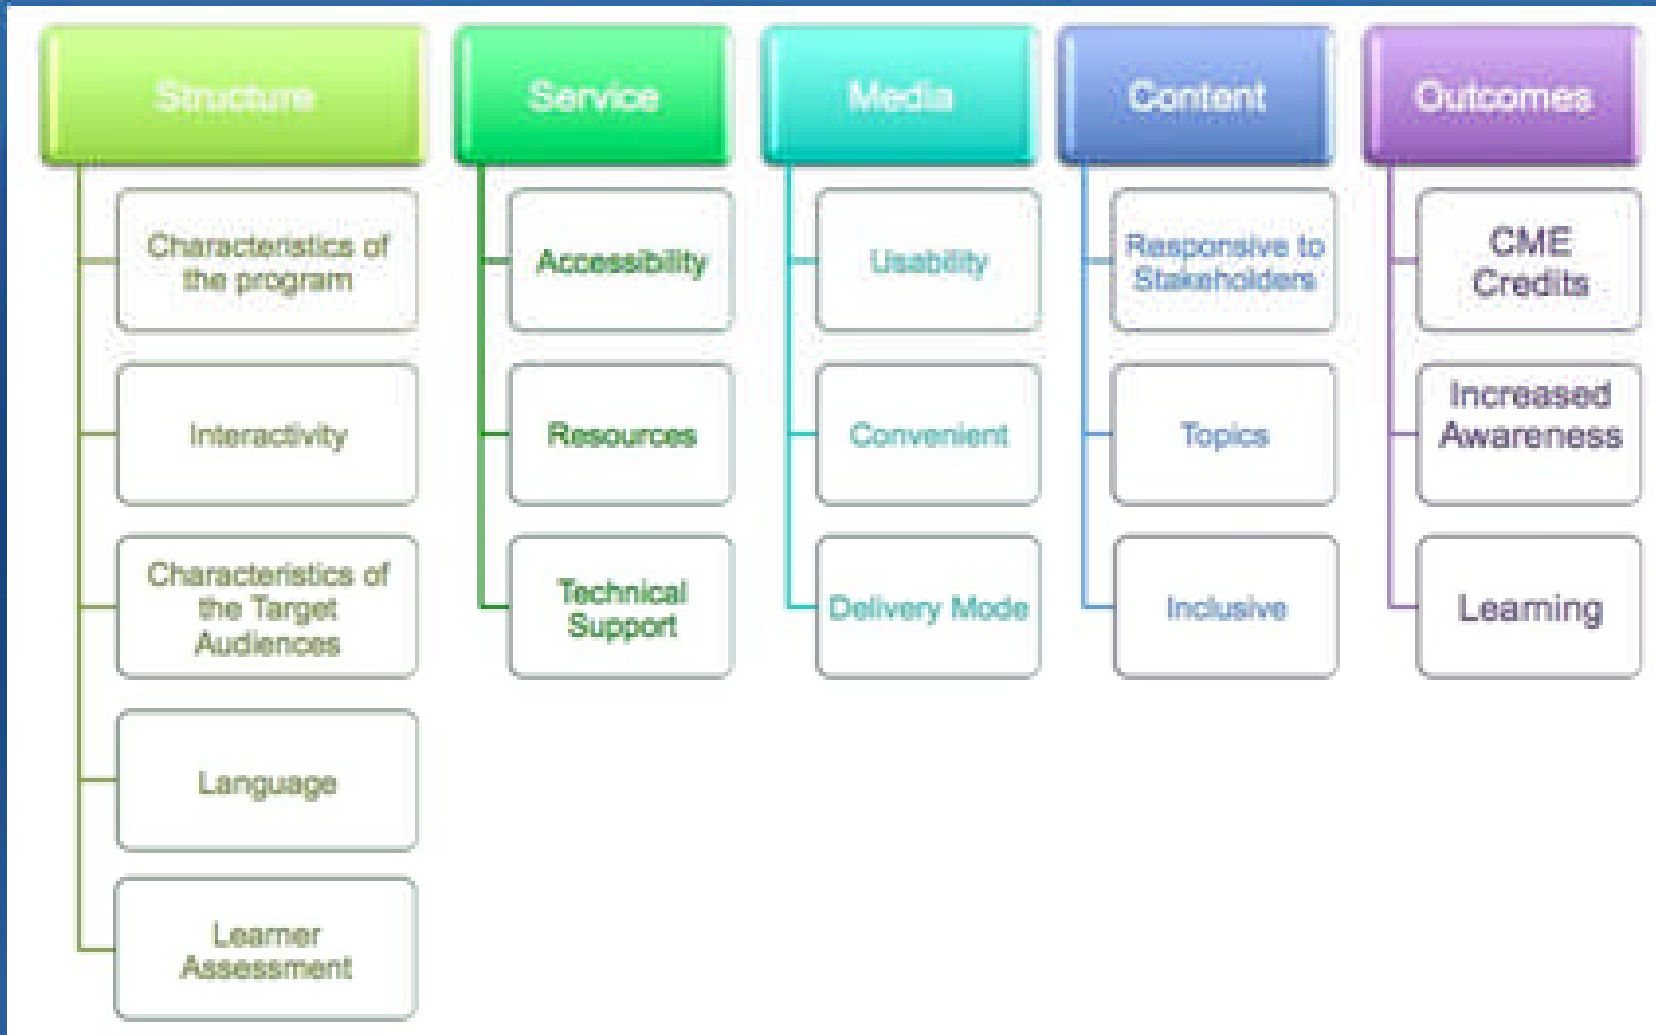 Structure
Characteristics of
the program
Interactivity
Characteristics of
the Target
Audiences
Language
Learner
Assessment
Service
Accessibility
Resources
Technical
Support
Media
Usability
Convenient
Delivery Mode
Content
Responsive to
Stakeholders
Topics
Inclusive
Outcomes
CME
Credits
Increased
Awareness
Learning